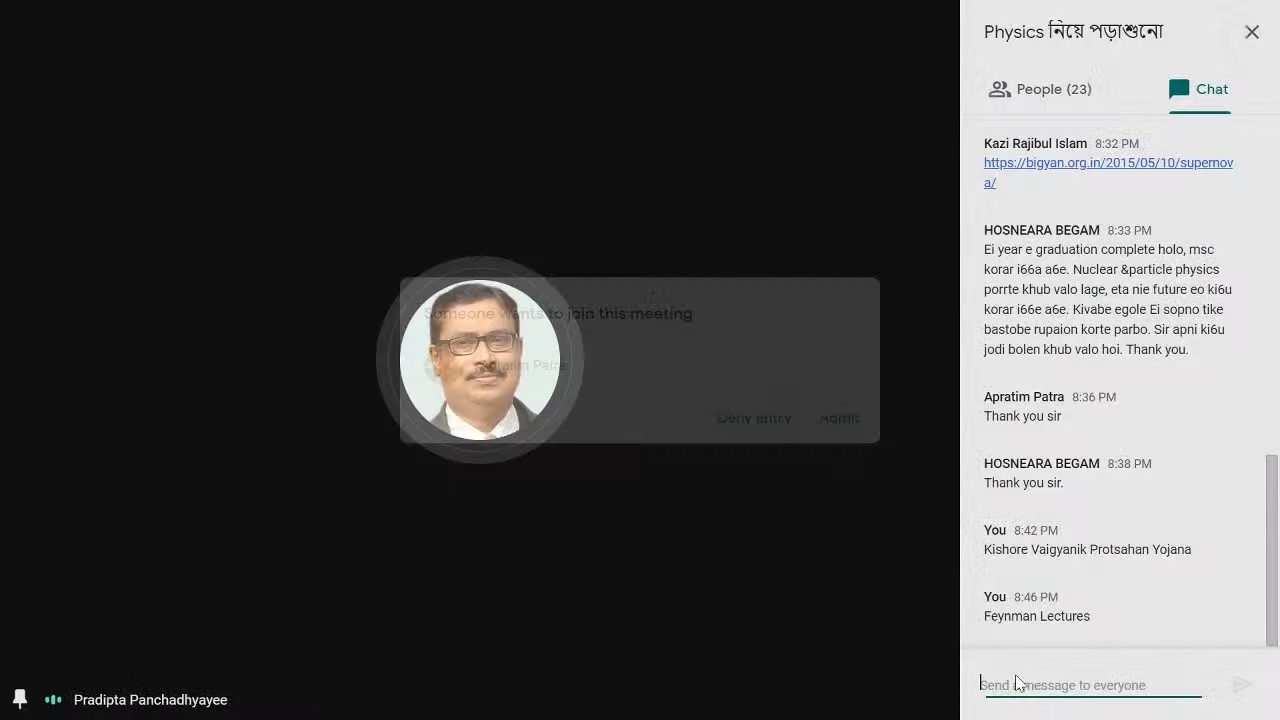 Physics নিয়ে পড়াশুনো
People (23)
Chat
Kazi Rajibul Islam 8:32 PM
https://bigyan.org.in/2015/05/10/supernov
a/
HOSNEARA BEGAM 8:33 PM
Ei year e graduation complete holo, msc
korar i66a a6e. Nuclear &particle physics
porrte khub valo lage, eta nie future eo ki6u
korar i66e a6e. Kivabe egole Ei sopno tike
bastobe rupaion korte parbo. Sir apni ki6u
jodi bolen khub valo hoi. Thank you.
Apratim Patra 8:36 PM
Thank you sir
HOSNEARA BEGAM 8:38 PM
Thank you sir.
You 8:42 PM
Kishore Vaigyanik Protsahan Yojana
You 8:46 PM
Feynman Lectures
Send a message to everyone
Someone wants to join this meeting
Patra
Deny entry Admit
Pradipta Panchadhyayee